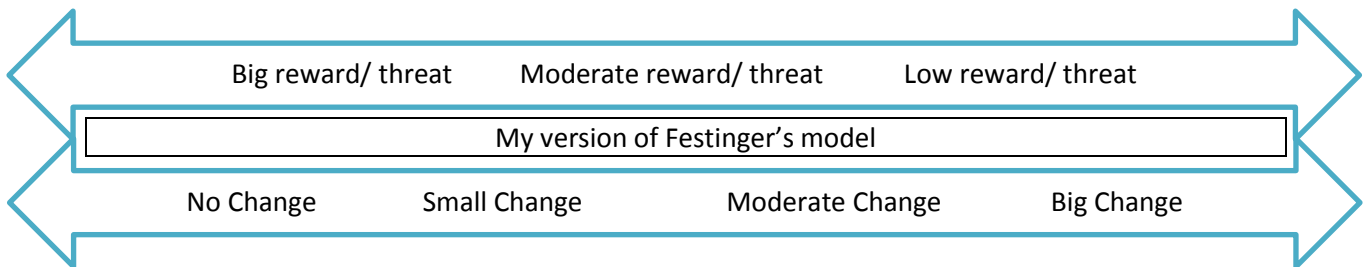 Big reward/ threat Moderate reward/ threat Low reward/ threat
My version of Festinger’s model
No Change Small Change Moderate Change Big Change